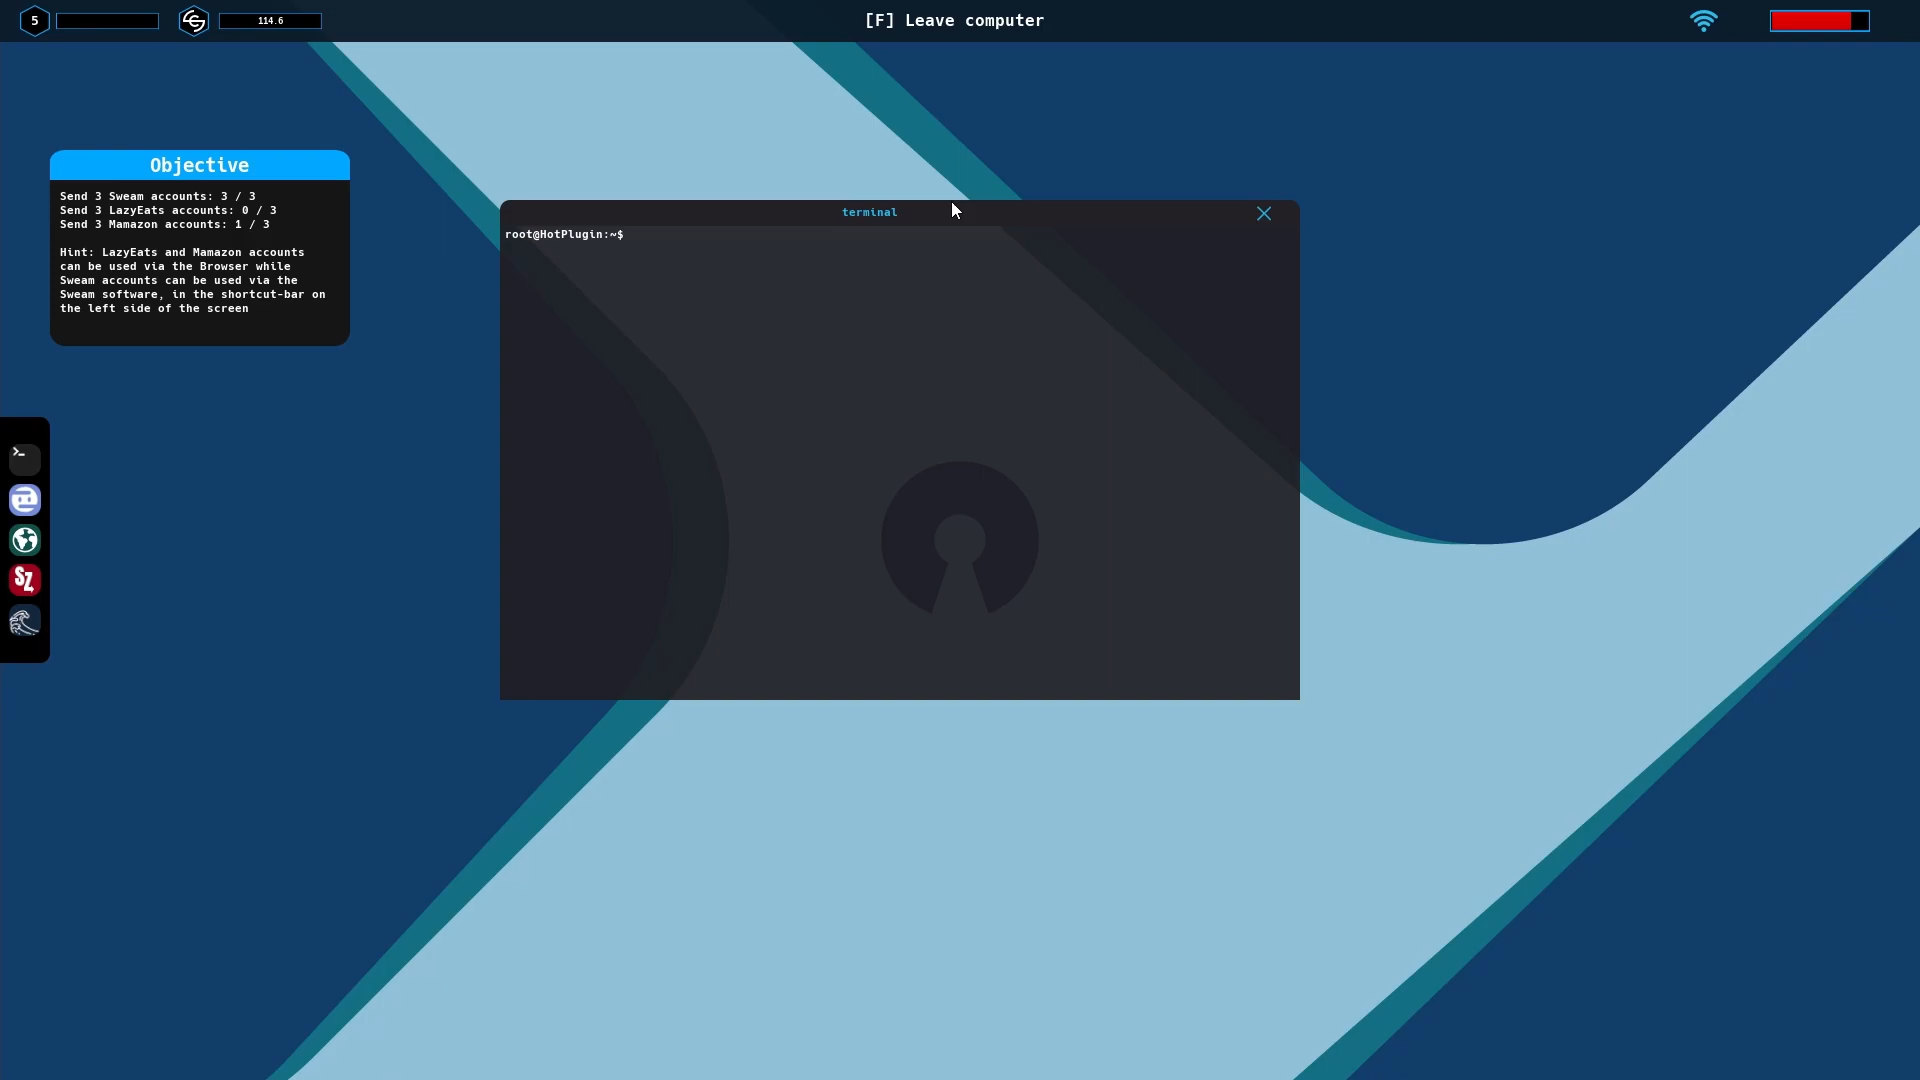 5
114.6
[F] Leave computer
Objective
Send 3 Sweam accounts: 3 / 3
Send 3 LazyEats accounts: 0 / 3
Send 3 Mamazon accounts: 1 / 3
Hint: LazyEats and Mamazon accounts
can be used via the Browser while
Sweam accounts can be used via the
Sweam software, in the shortcut-bar on
the left side of the screen
terminal
root@HotPlugin:~$
>_
SZ